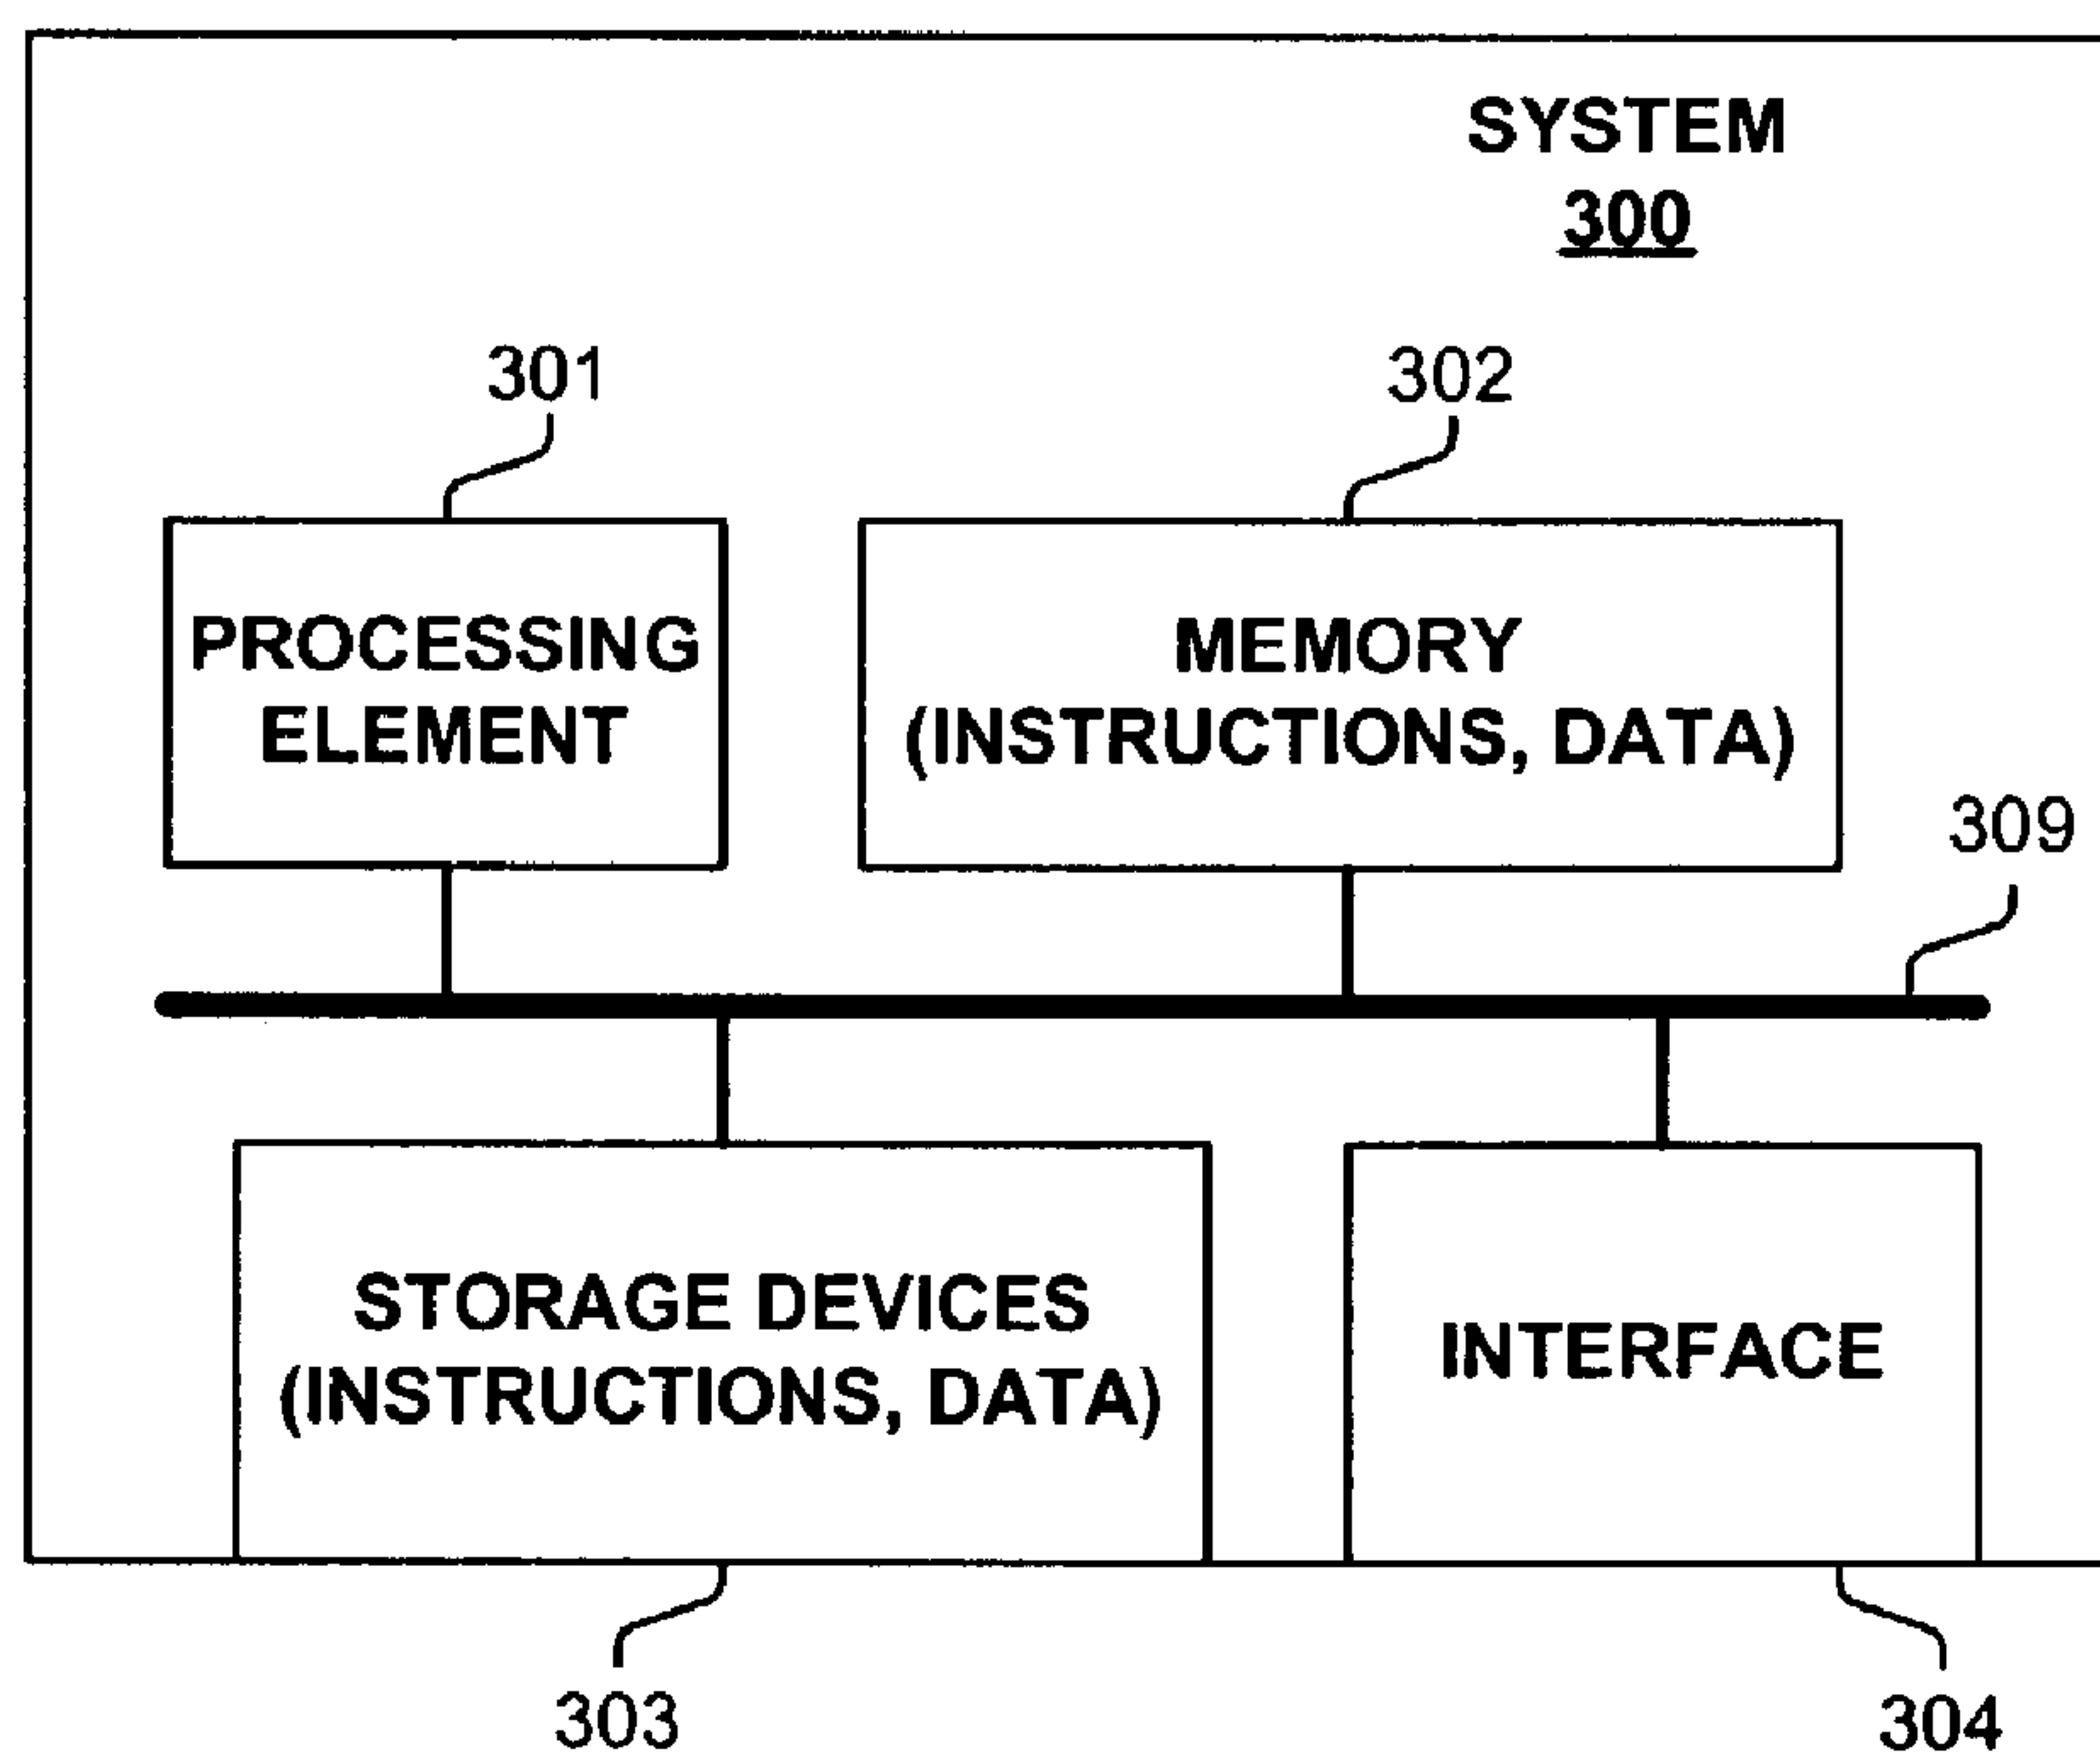 SYSTEM
300
301
302
PROCESSING
ELEMENT
MEMORY
(INSTRUCTIONS, DATA)
309
STORAGE DEVICES
(INSTRUCTIONS, DATA)
INTERFACE
303
304